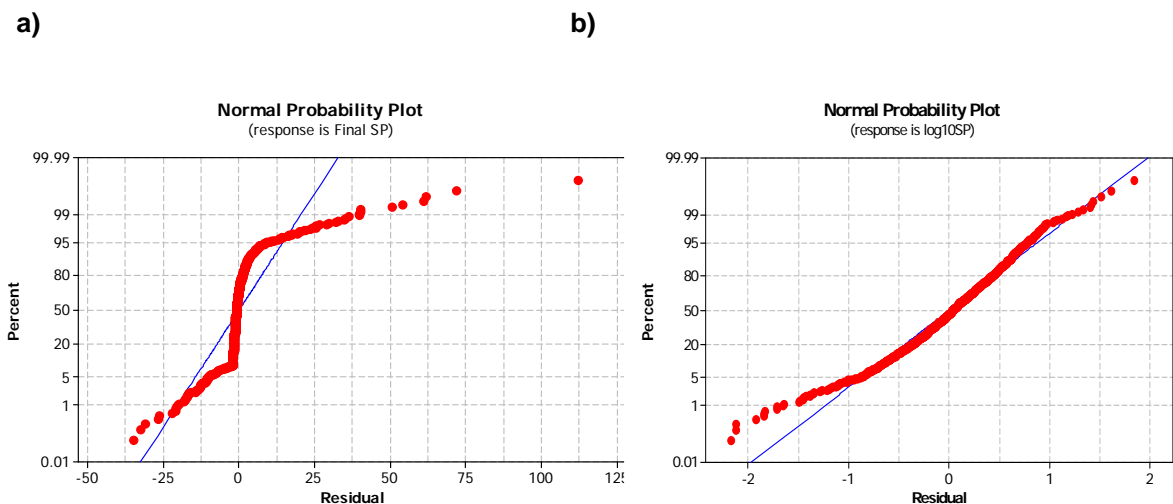 a)
b)
Normal Probability Plot
(response is Final SP)
99.99
99
95
80
50
20
5
1
0.01
Percent
-50 -25 0 25 50 75 100 125
Residual
Normal Probability Plot
(response is log10SP)
99.99
99
95
80
50
20
5
1
0.01
Percent
-2 -1 0 1 2
Residual